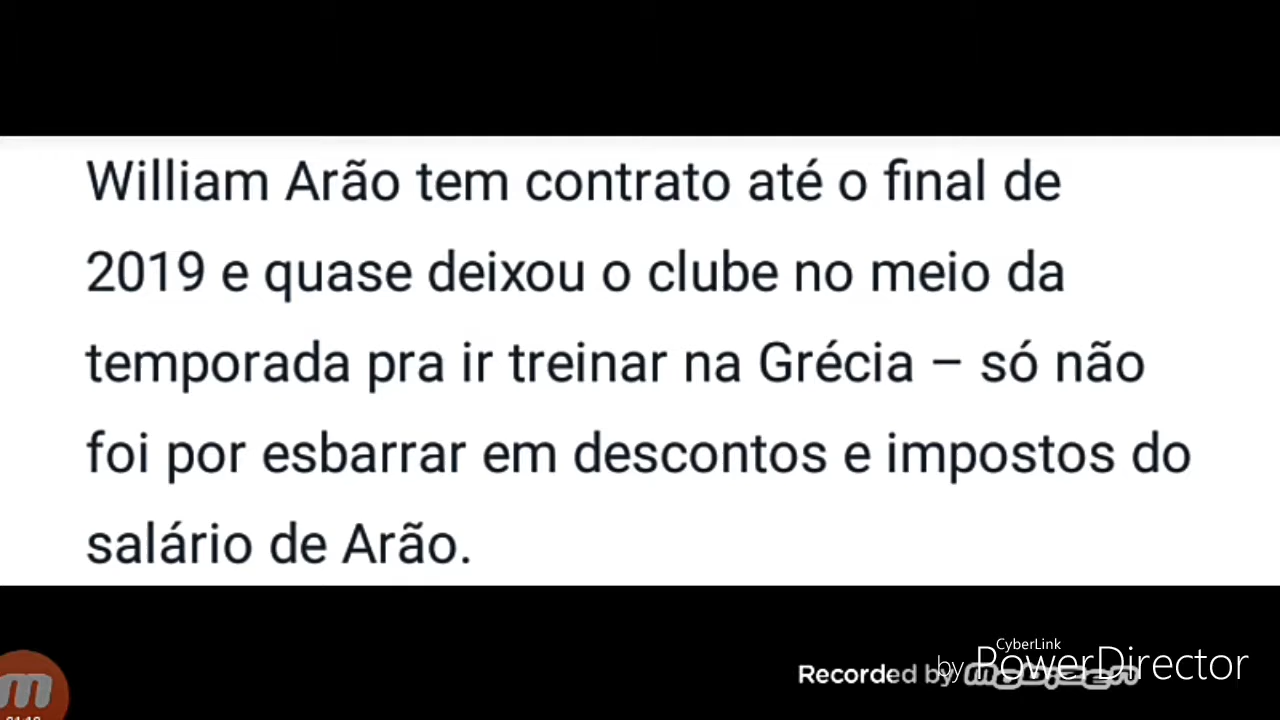 William Arão tem contrato até o final de
2019 e quase deixou o clube no meio da
temporada pra ir treinar na Grécia – só não
foi por esbarrar em descontos e impostos do
salário de Arão.
CyberLink
by PowerDirector
Recorded by